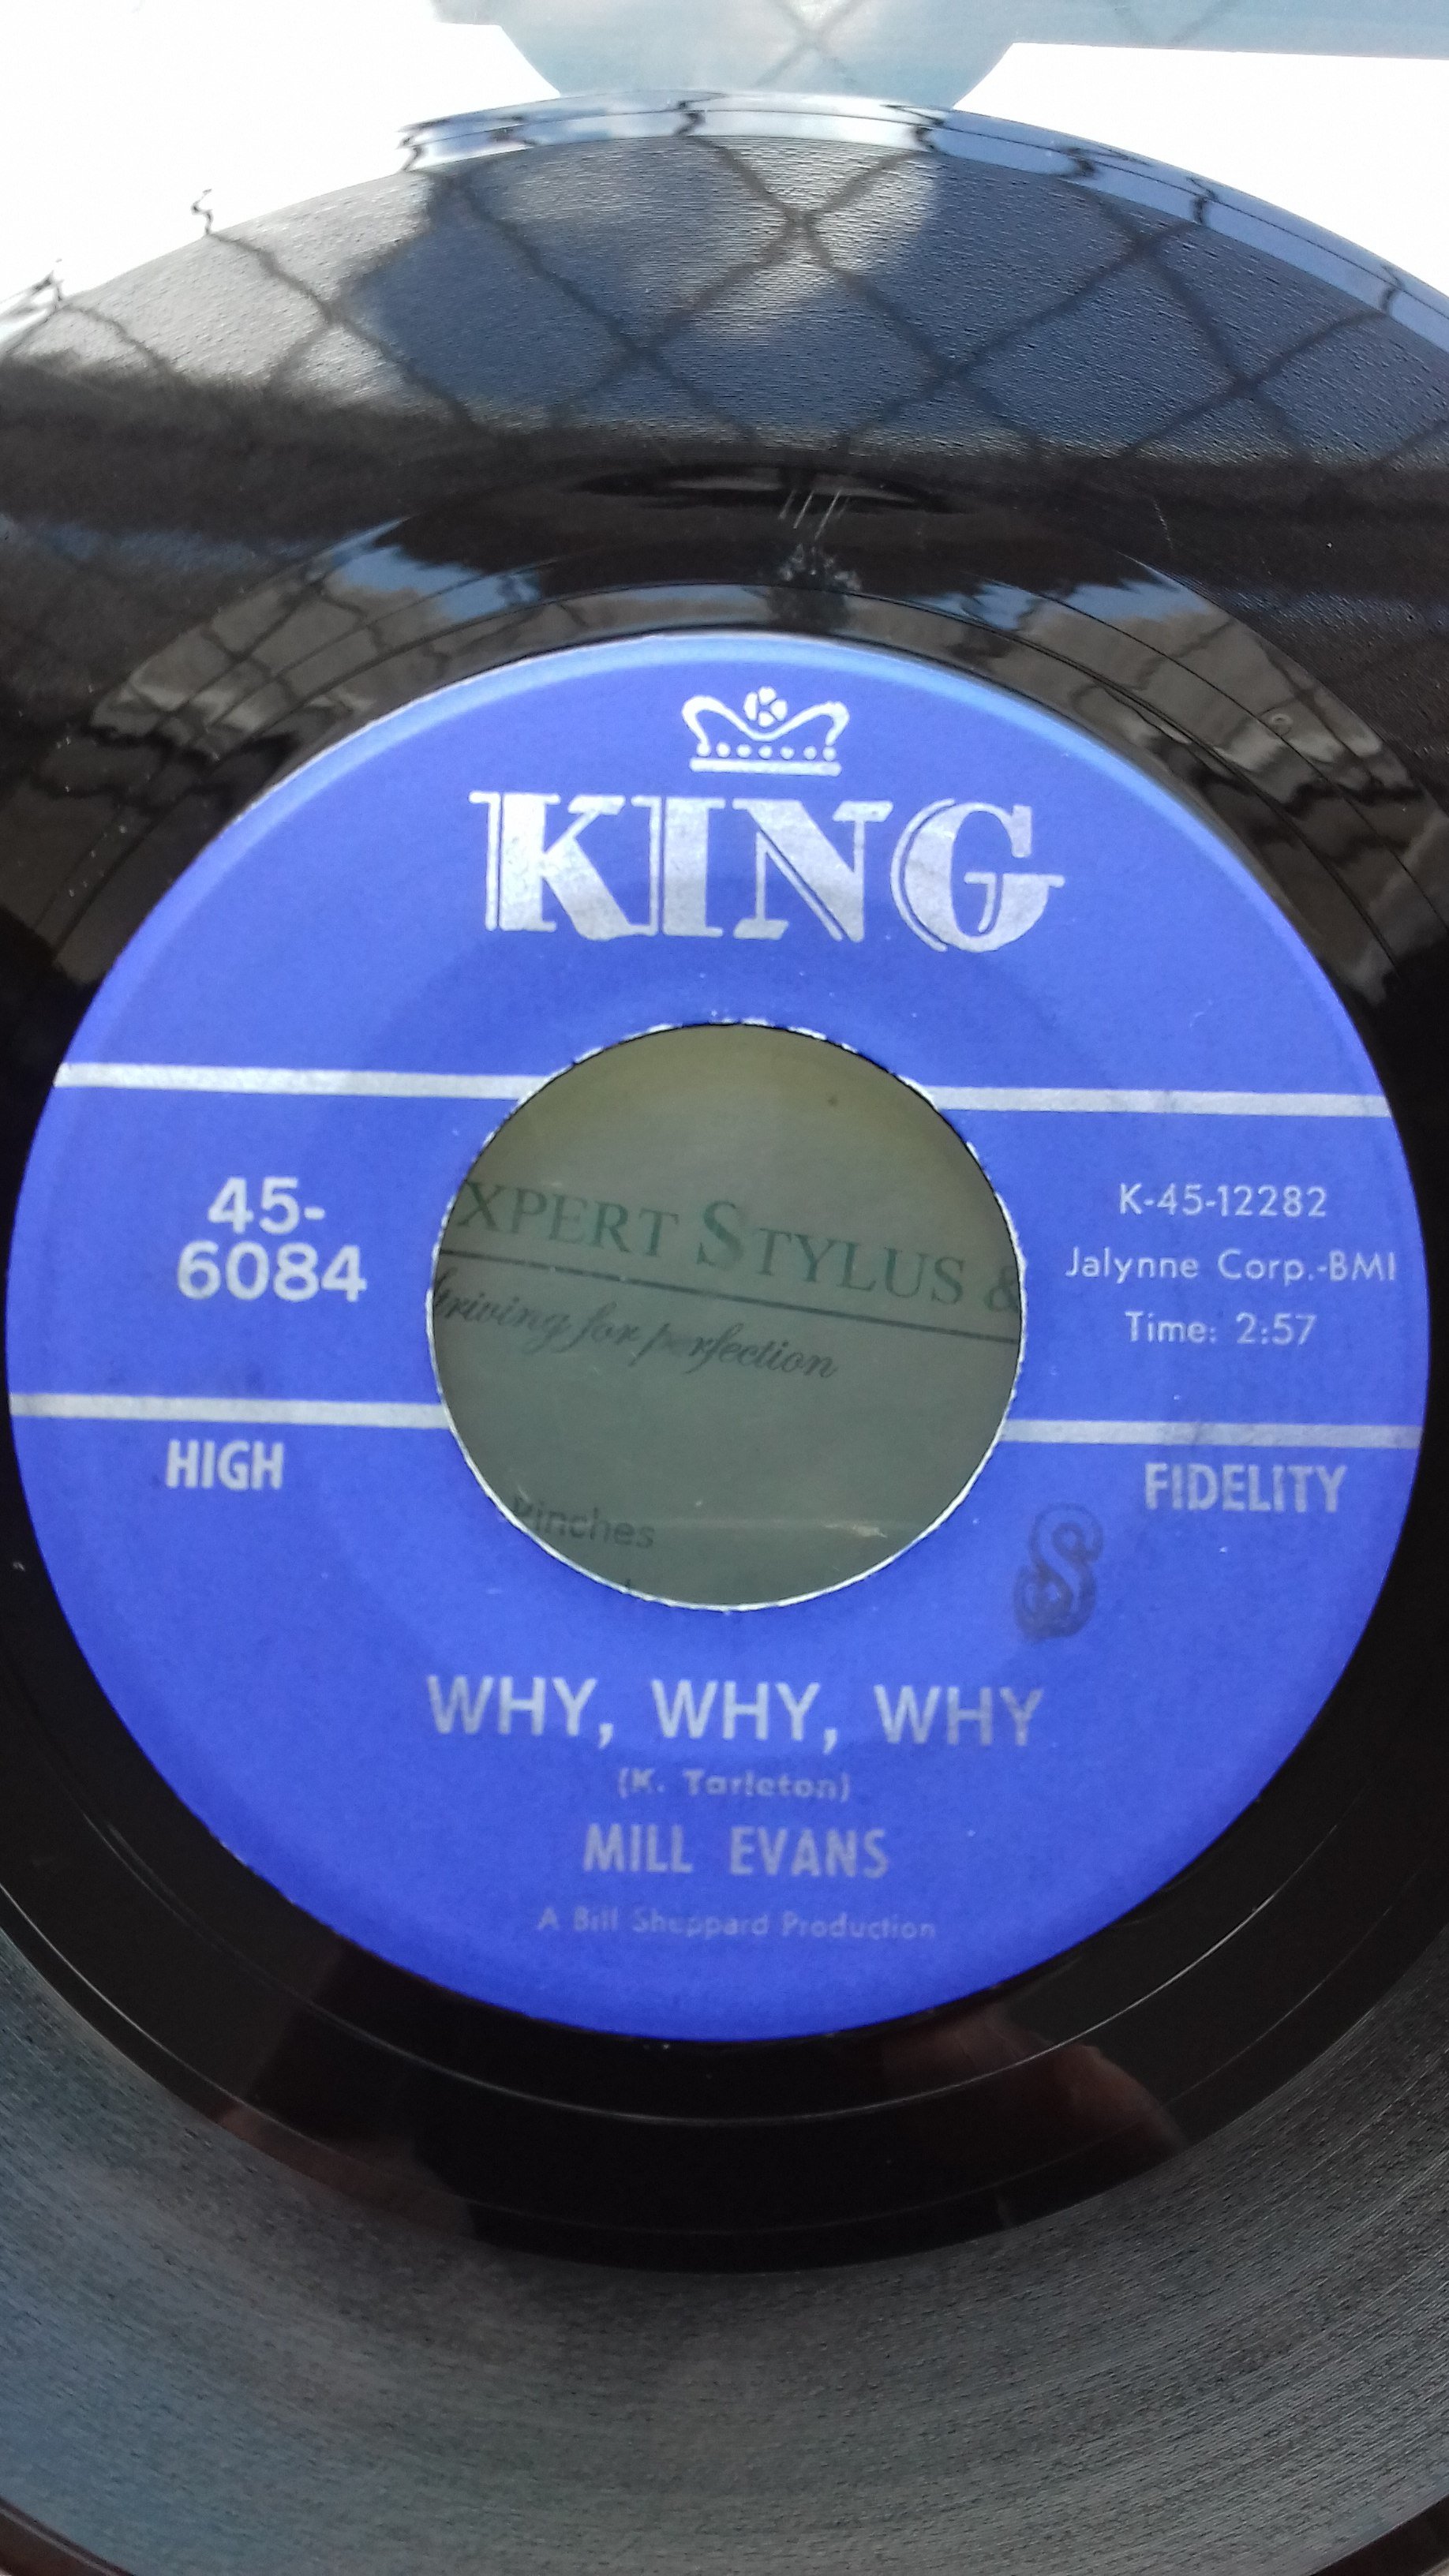 K
KING
45-
6084
K-45-12282
Jalynne Corp.-BMI
Time: 2:57
XPERT STYLUS &
triving for perfection
Pinches
HIGH
FIDELITY
S
WHY, WHY, WHY
(K. Tarleton)
MILL EVANS
A Bill Sheppard Production